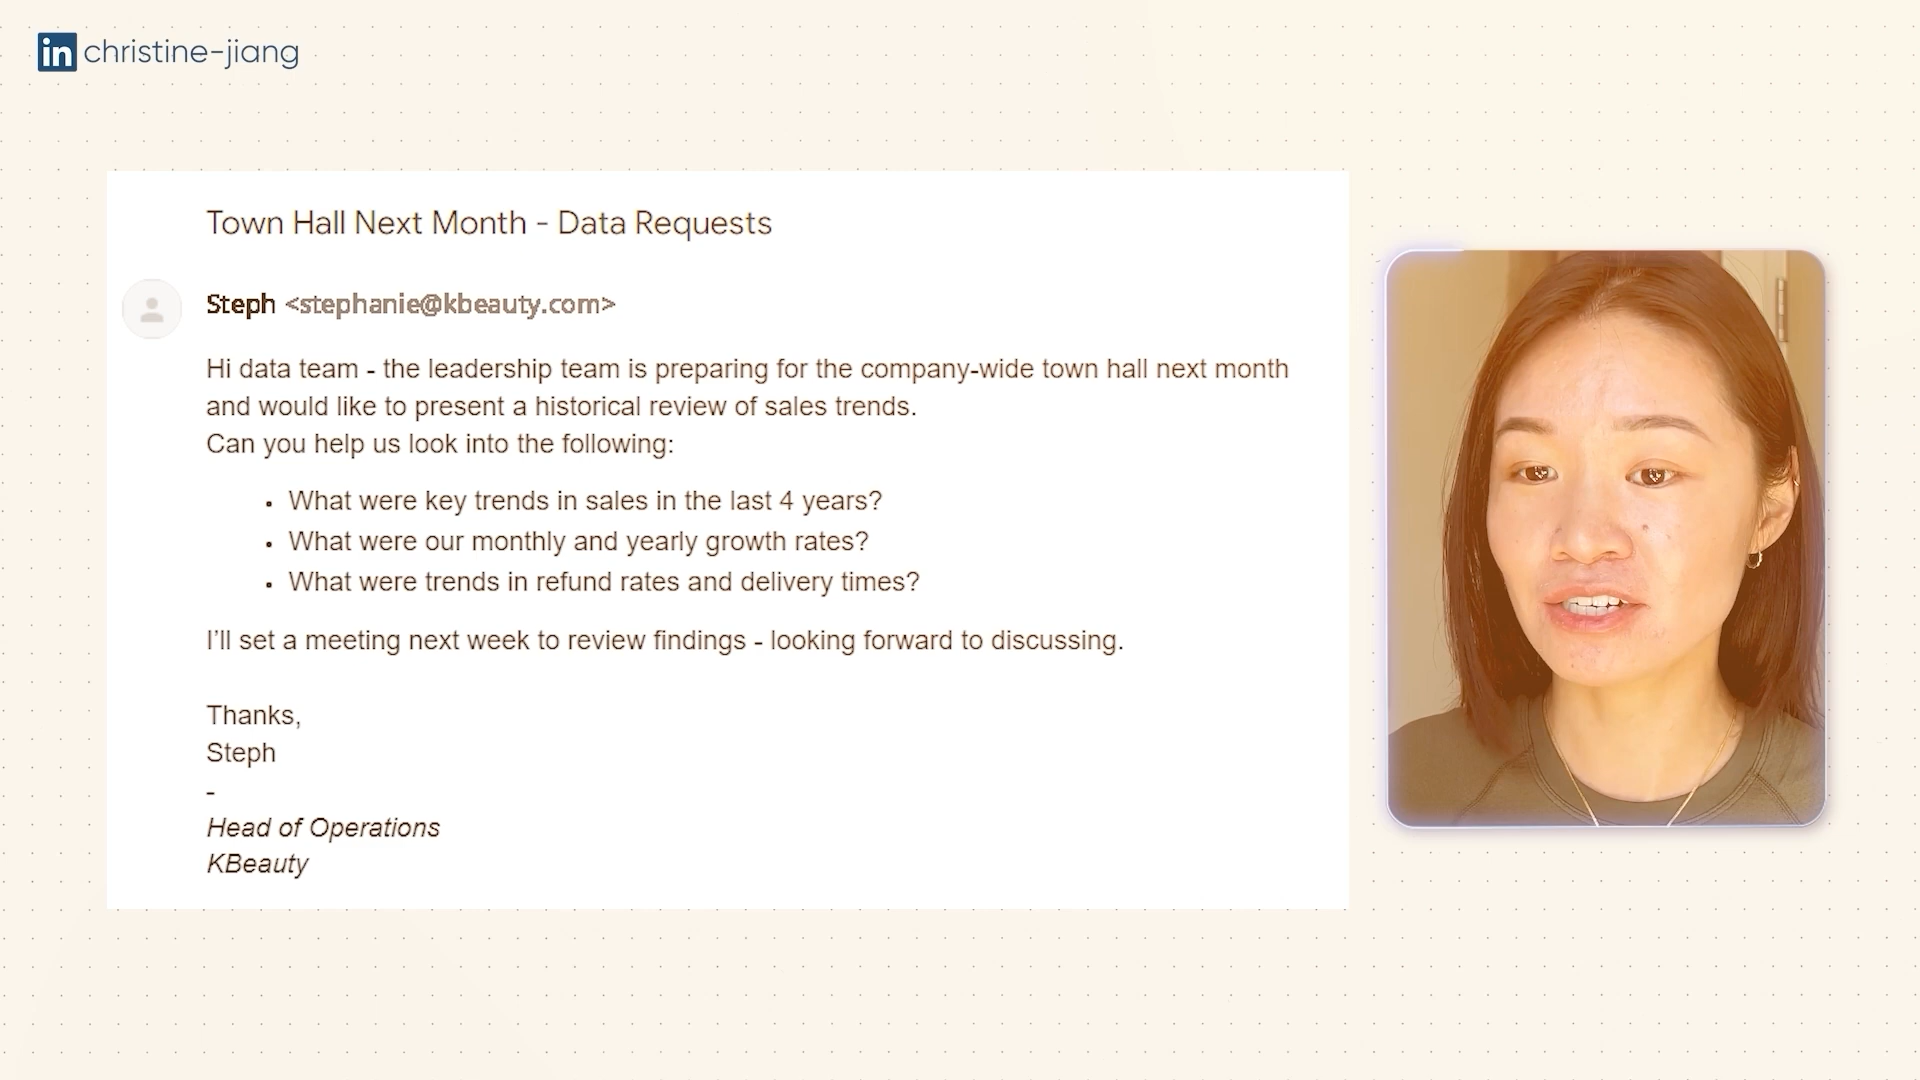 in christine-jiang
Town Hall Next Month - Data Requests
Steph <stephanie@kbeauty.com>
Hi data team - the leadership team is preparing for the company-wide town hall next month
and would like to present a historical review of sales trends.
Can you help us look into the following:
• What were key trends in sales in the last 4 years?
• What were our monthly and yearly growth rates?
• What were trends in refund rates and delivery times?
I’ll set a meeting next week to review findings - looking forward to discussing.
Thanks,
Steph
-
Head of Operations
KBeauty